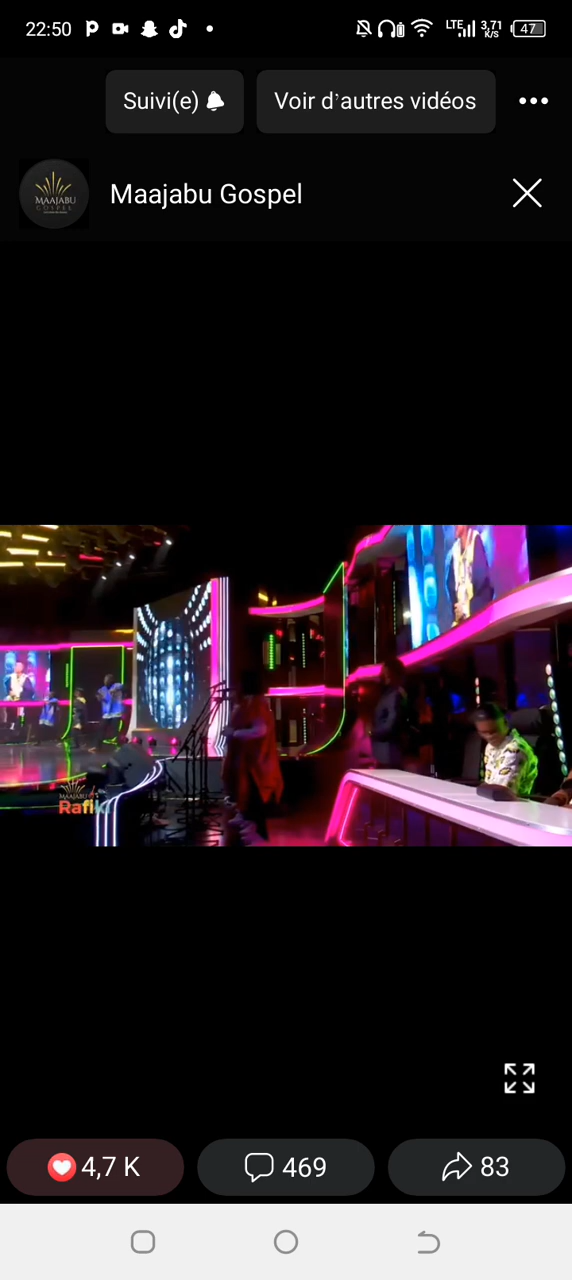 22:50
LTE 3,71 K/s 47
Suivi(e)
Voir d'autres vidéos
MAAJABU
GOSPEL
Maajabu Gospel
MAAJABU
Rafiki
4,7 K
469
83